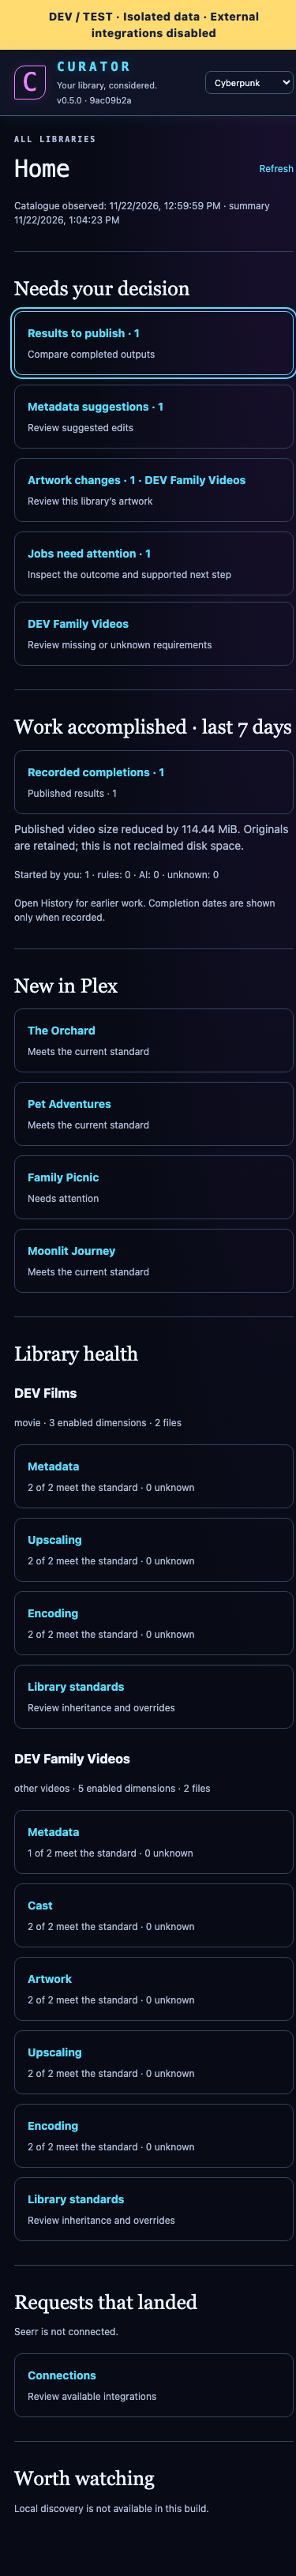 DEV / TEST · Isolated data · External
integrations disabled
C
CURATOR
Your library, considered.
v0.5.0 · 9ac09b2a
Cyberpunk
ALL LIBRARIES
Home
Refresh
Catalogue observed: 11/22/2026, 12:59:59 PM · summary
11/22/2026, 1:04:23 PM
Needs your decision
Results to publish · 1
Compare completed outputs
Metadata suggestions · 1
Review suggested edits
Artwork changes · 1 · DEV Family Videos
Review this library's artwork
Jobs need attention · 1
Inspect the outcome and supported next step
DEV Family Videos
Review missing or unknown requirements
Work accomplished · last 7 days
Recorded completions · 1
Published results · 1
Published video size reduced by 114.44 MiB. Originals
are retained; this is not reclaimed disk space.
Started by you: 1 · rules: 0 · AI: 0 · unknown: 0
Open History for earlier work. Completion dates are shown
only when recorded.
New in Plex
The Orchard
Meets the current standard
Pet Adventures
Meets the current standard
Family Picnic
Needs attention
Moonlit Journey
Meets the current standard
Library health
DEV Films
movie · 3 enabled dimensions · 2 files
Metadata
2 of 2 meet the standard · 0 unknown
Upscaling
2 of 2 meet the standard · 0 unknown
Encoding
2 of 2 meet the standard · 0 unknown
Library standards
Review inheritance and overrides
DEV Family Videos
other videos · 5 enabled dimensions · 2 files
Metadata
1 of 2 meet the standard · 0 unknown
Cast
2 of 2 meet the standard · 0 unknown
Artwork
2 of 2 meet the standard · 0 unknown
Upscaling
2 of 2 meet the standard · 0 unknown
Encoding
2 of 2 meet the standard · 0 unknown
Library standards
Review inheritance and overrides
Requests that landed
Seerr is not connected.
Connections
Review available integrations
Worth watching
Local discovery is not available in this build.